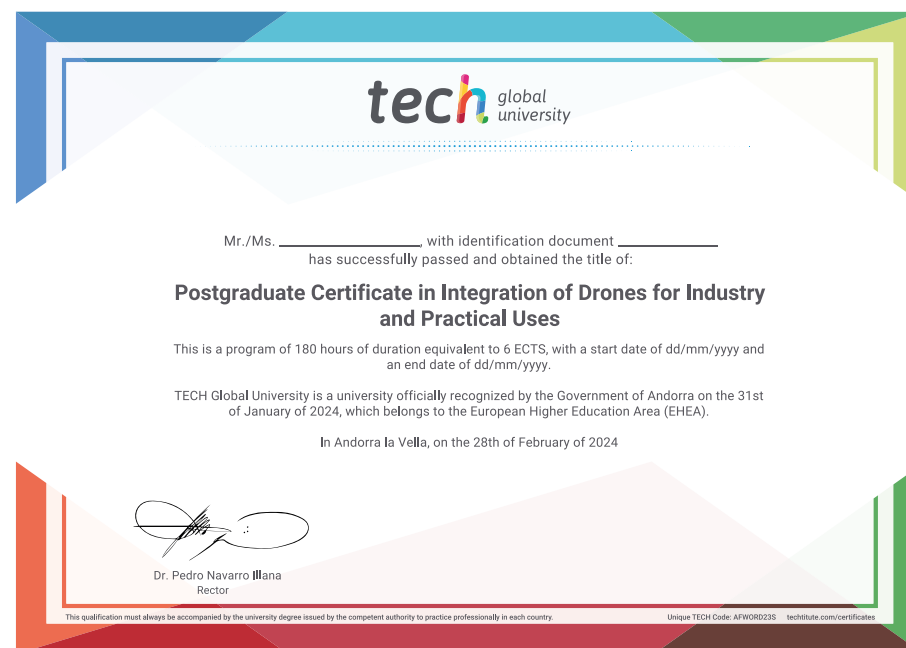 tech global
university
Mr./Ms. ____________________, with identification document ______________
has successfully passed and obtained the title of:
Postgraduate Certificate in Integration of Drones for Industry
and Practical Uses
This is a program of 180 hours of duration equivalent to 6 ECTS, with a start date of dd/mm/yyyy and
an end date of dd/mm/yyyy.
TECH Global University is a university officially recognized by the Government of Andorra on the 31st
of January of 2024, which belongs to the European Higher Education Area (EHEA).
In Andorra la Vella, on the 28th of February of 2024
Dr. Pedro Navarro Illana
Rector
This qualification must always be accompanied by the university degree issued by the competent authority to practice professionally in each country.
Unique TECH Code: AFWORD23S techtitute.com/certificates